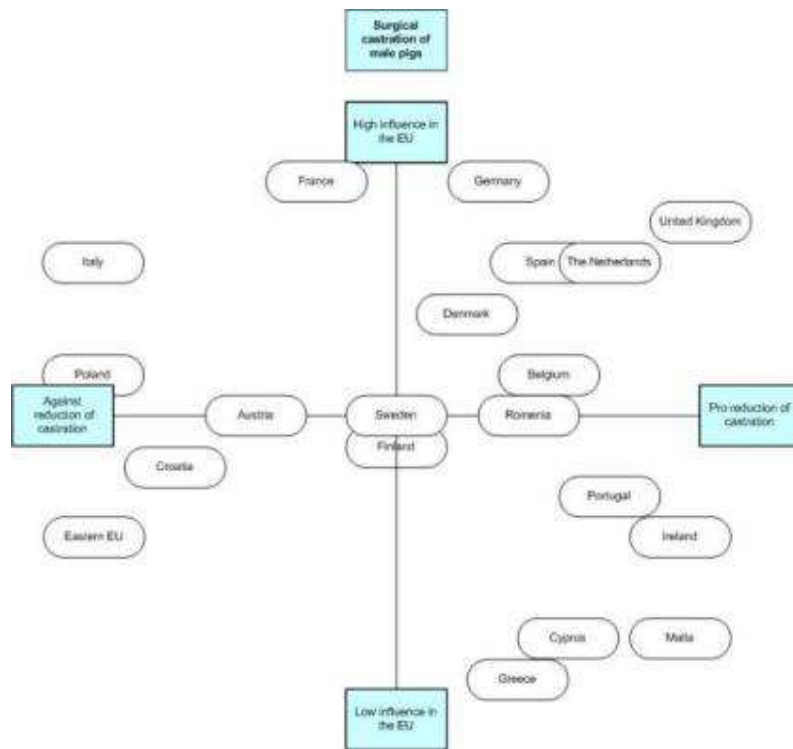 Surgical
castration of
male pigs
High influence in
the EU
France
Germany
United Kingdom
Italy
Spain
The Netherlands
Denmark
Poland
Belgium
Against
reduction of
castration
Austria
Sweden
Romania
Pro reduction of
castration
Finland
Croatia
Portugal
Eastern EU
Ireland
Cyprus
Malta
Greece
Low influence in
the EU